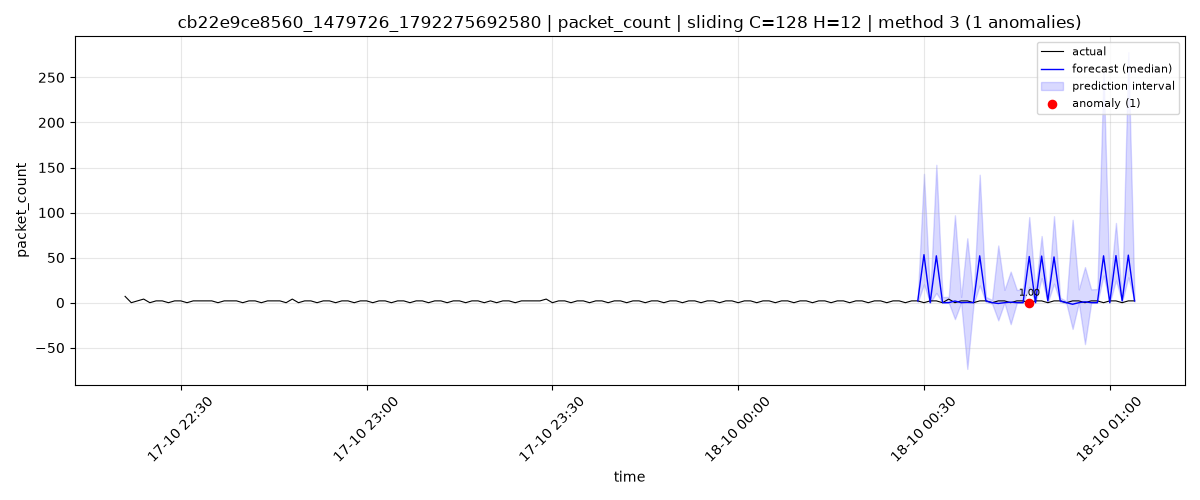 cb22e9ce8560_1479726_1792275692580 | packet_count | sliding C=128 H=12 | method 3 (1 anomalies)
actual
forecast (median)
prediction interval
anomaly (1)
packet_count
250
200
150
100
50
0
−50
1.00
17-10 22:30
17-10 23:00
17-10 23:30
18-10 00:00
18-10 00:30
18-10 01:00
time